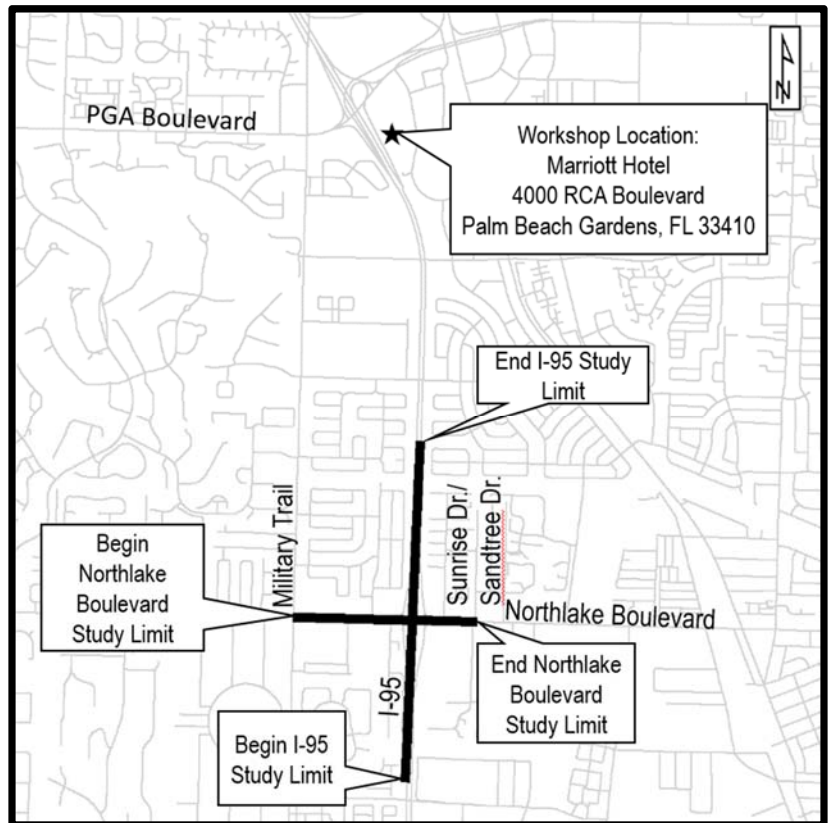 N
PGA Boulevard
Workshop Location:
Marriott Hotel
4000 RCA Boulevard
Palm Beach Gardens, FL 33410
End I-95 Study
Limit
Military Trail
Sunrise Dr./
Sandtree Dr.
Begin
Northlake
Boulevard
Study Limit
Northlake Boulevard
I-95
End Northlake
Boulevard
Study Limit
Begin I-95
Study Limit